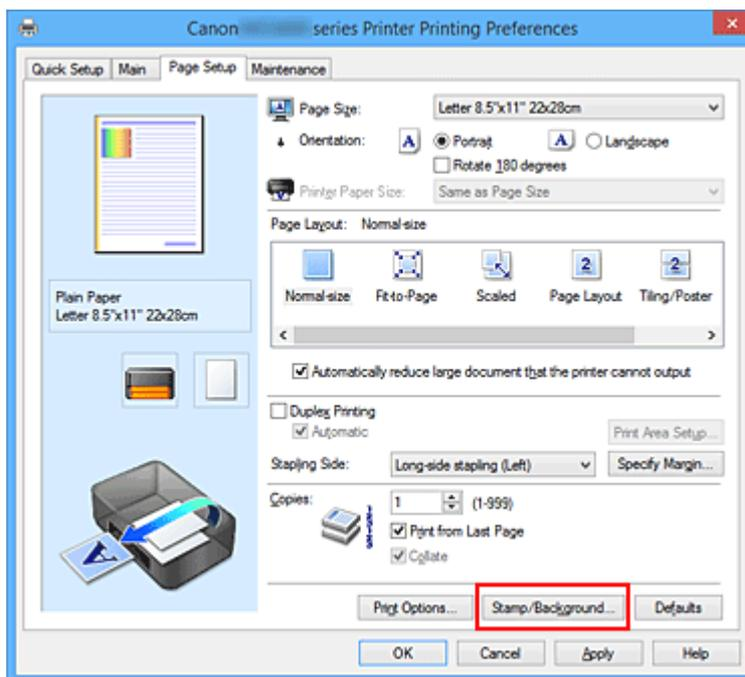 Canon series Printer Printing Preferences
Quick Setup Main Page Setup Maintenance
Page Size: Letter 8.5"x11" 22x28cm
Orientation: A Portrait A Landscape
Rotate 180 degrees
Printer Paper Size: Same as Page Size
Page Layout: Normal-size
2 2
Normal-size Fit-to-Page Scaled Page Layout Tiling/Poster
Plain Paper
Letter 8.5"x11" 22x28cm
Automatically reduce large document that the printer cannot output
Duplex Printing
Automatic
Print Area Setup...
Stapling Side: Long-side stapling (Left) Specify Margin...
Copies: 1 (1-999)
Print from Last Page
Collate
A
Print Options... Stamp/Background... Defaults
OK Cancel Apply Help